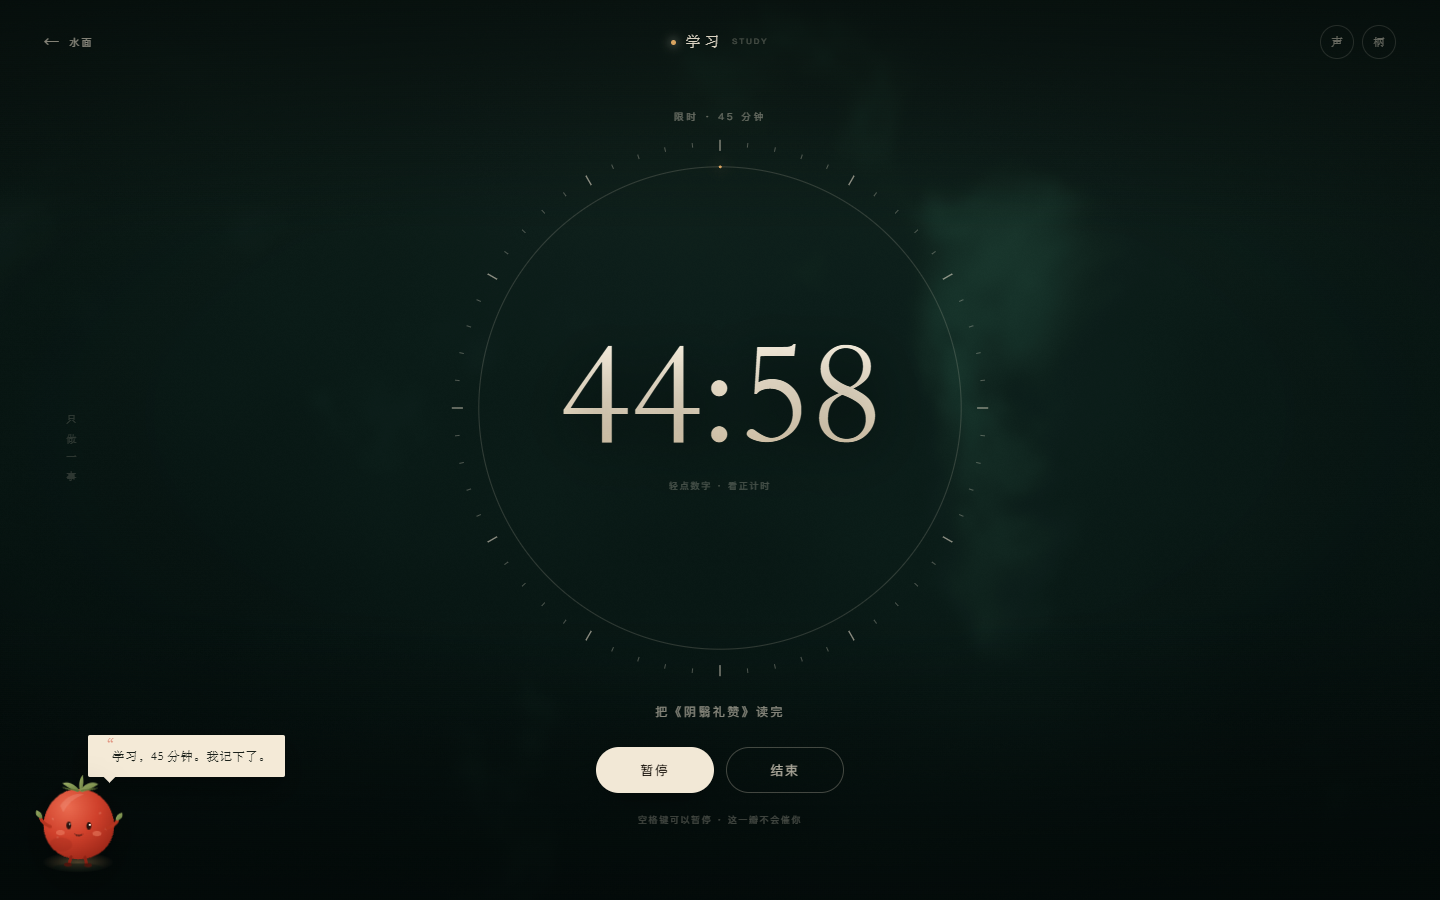 ← 水面
学习 STUDY
声
柄
限时 · 45 分钟
44:58
轻点数字 · 看正计时
只做一事
把《阴翳礼赞》读完
暂停
结束
空格键可以暂停 · 这一瓣不会催你
“学习，45 分钟。我记下了。